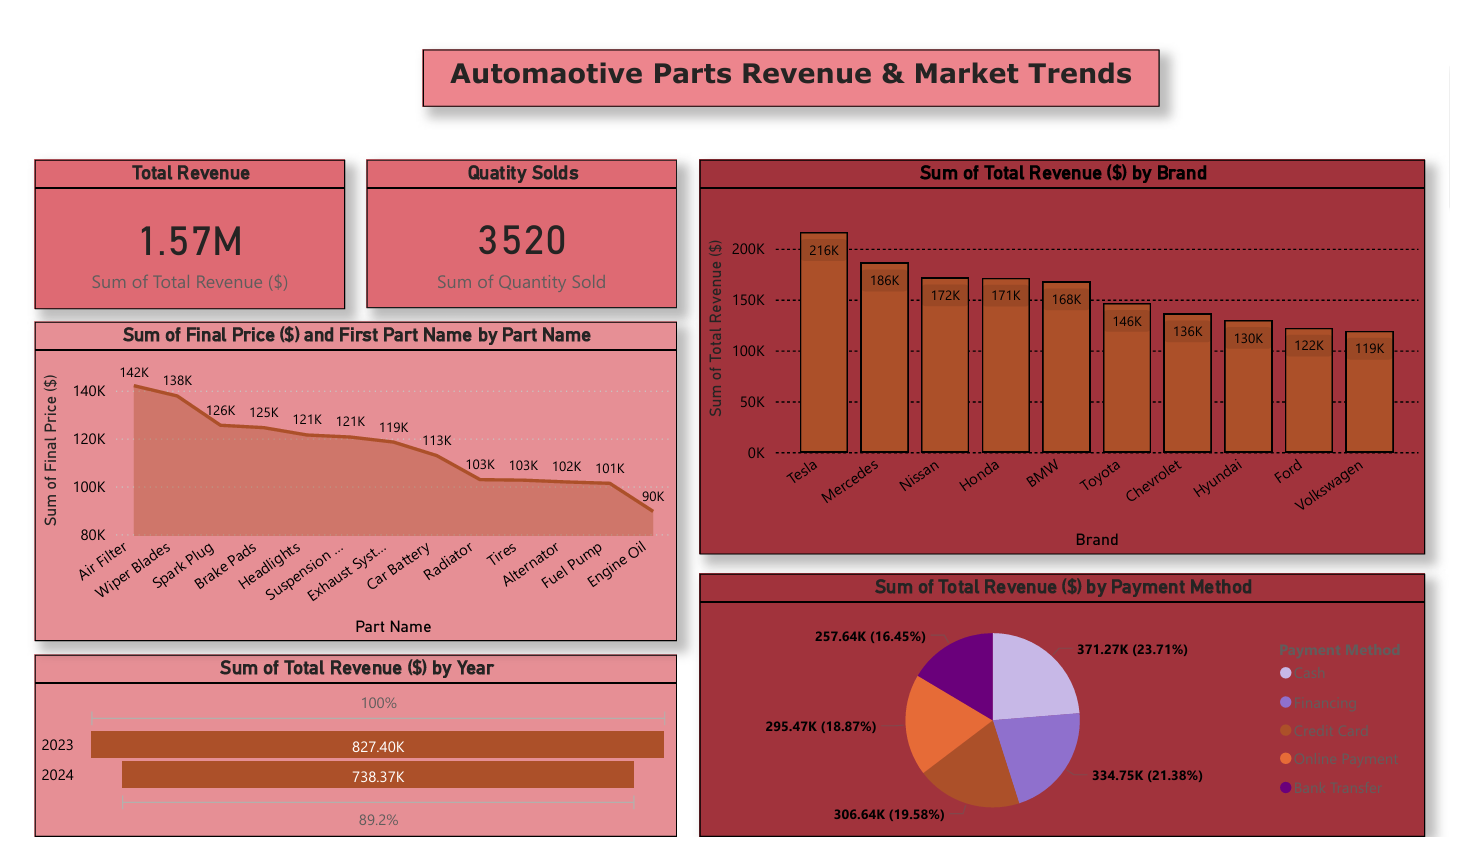 Automaotive Parts Revenue & Market Trends
Total Revenue
1.57M
Sum of Total Revenue ($)
Quatity Solds
3520
Sum of Quantity Sold
Sum of Final Price ($) and First Part Name by Part Name
Sum of Final Price ($)
140K
120K
100K
80K
142K
138K
126K
125K
121K
121K
119K
113K
103K
103K
102K
101K
90K
Air Filter
Wiper Blades
Spark Plug
Brake Pads
Headlights
Suspension ...
Exhaust Syst...
Car Battery
Radiator
Tires
Alternator
Fuel Pump
Engine Oil
Part Name
Sum of Total Revenue ($) by Year
100%
2023
827.40K
2024
738.37K
89.2%
Sum of Total Revenue ($) by Brand
Sum of Total Revenue ($)
200K
150K
100K
50K
0K
216K
186K
172K
171K
168K
146K
136K
130K
122K
119K
Tesla
Mercedes
Nissan
Honda
BMW
Toyota
Chevrolet
Hyundai
Ford
Volkswagen
Brand
Sum of Total Revenue ($) by Payment Method
257.64K (16.45%)
371.27K (23.71%)
295.47K (18.87%)
334.75K (21.38%)
306.64K (19.58%)
Payment Method
Cash
Financing
Credit Card
Online Payment
Bank Transfer